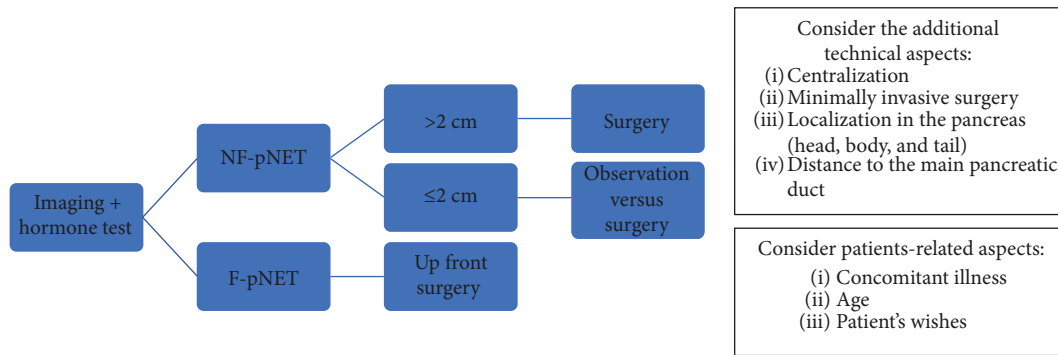 Imaging +
hormone test
NF-pNET
F-pNET
>2 cm
≤2 cm
Up front
surgery
Surgery
Observation
versus
surgery
Consider the additional
technical aspects:
(i) Centralization
(ii) Minimally invasive surgery
(iii) Localization in the pancreas
(head, body, and tail)
(iv) Distance to the main pancreatic
duct
Consider patients-related aspects:
(i) Concomitant illness
(ii) Age
(iii) Patient's wishes